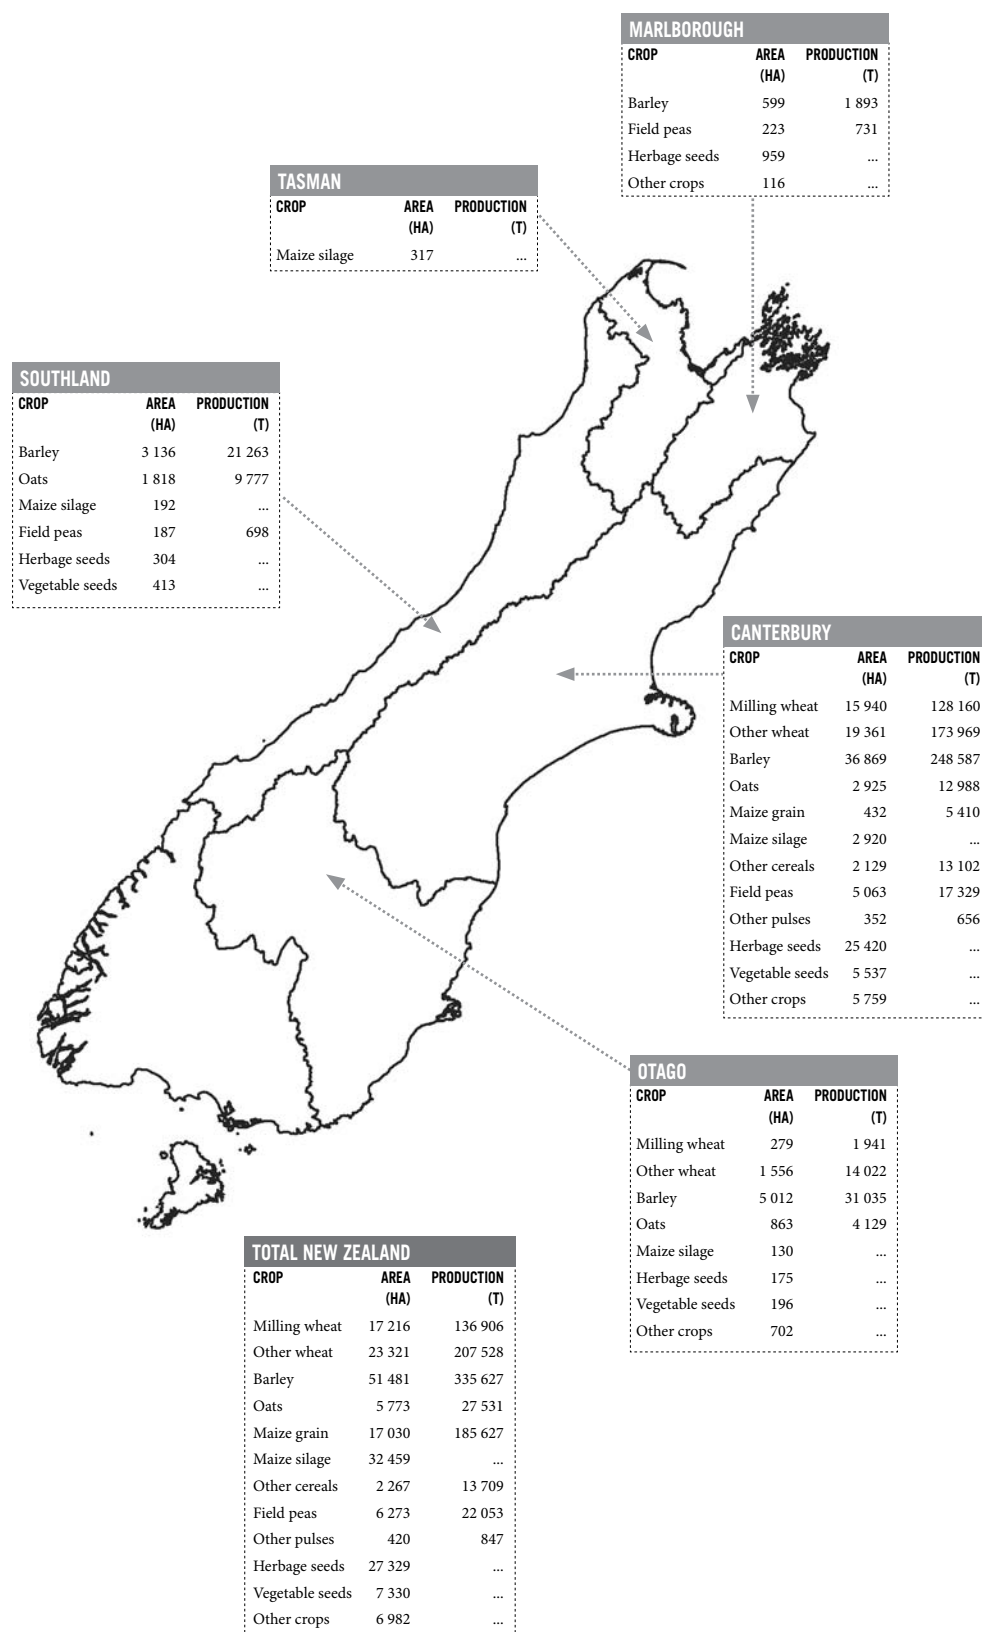 MARLBOROUGH
CROP AREA PRODUCTION
(HA) (T)
Barley 599 1 893
Field peas 223 731
Herbage seeds 959 ...
Other crops 116 ...
TASMAN
CROP AREA PRODUCTION
(HA) (T)
Maize silage 317 ...
SOUTHLAND
CROP AREA PRODUCTION
(HA) (T)
Barley 3 136 21 263
Oats 1 818 9 777
Maize silage 192 ...
Field peas 187 698
Herbage seeds 304 ...
Vegetable seeds 413 ...
CANTERBURY
CROP AREA PRODUCTION
(HA) (T)
Milling wheat 15 940 128 160
Other wheat 19 361 173 969
Barley 36 869 248 587
Oats 2 925 12 988
Maize grain 432 5 410
Maize silage 2 920 ...
Other cereals 2 129 13 102
Field peas 5 063 17 329
Other pulses 352 656
Herbage seeds 25 420 ...
Vegetable seeds 5 537 ...
Other crops 5 759 ...
OTAGO
CROP AREA PRODUCTION
(HA) (T)
Milling wheat 279 1 941
Other wheat 1 556 14 022
Barley 5 012 31 035
Oats 863 4 129
Maize silage 130 ...
Herbage seeds 175 ...
Vegetable seeds 196 ...
Other crops 702 ...
TOTAL NEW ZEALAND
CROP AREA PRODUCTION
(HA) (T)
Milling wheat 17 216 136 906
Other wheat 23 321 207 528
Barley 51 481 335 627
Oats 5 773 27 531
Maize grain 17 030 185 627
Maize silage 32 459 ...
Other cereals 2 267 13 709
Field peas 6 273 22 053
Other pulses 420 847
Herbage seeds 27 329 ...
Vegetable seeds 7 330 ...
Other crops 6 982 ...